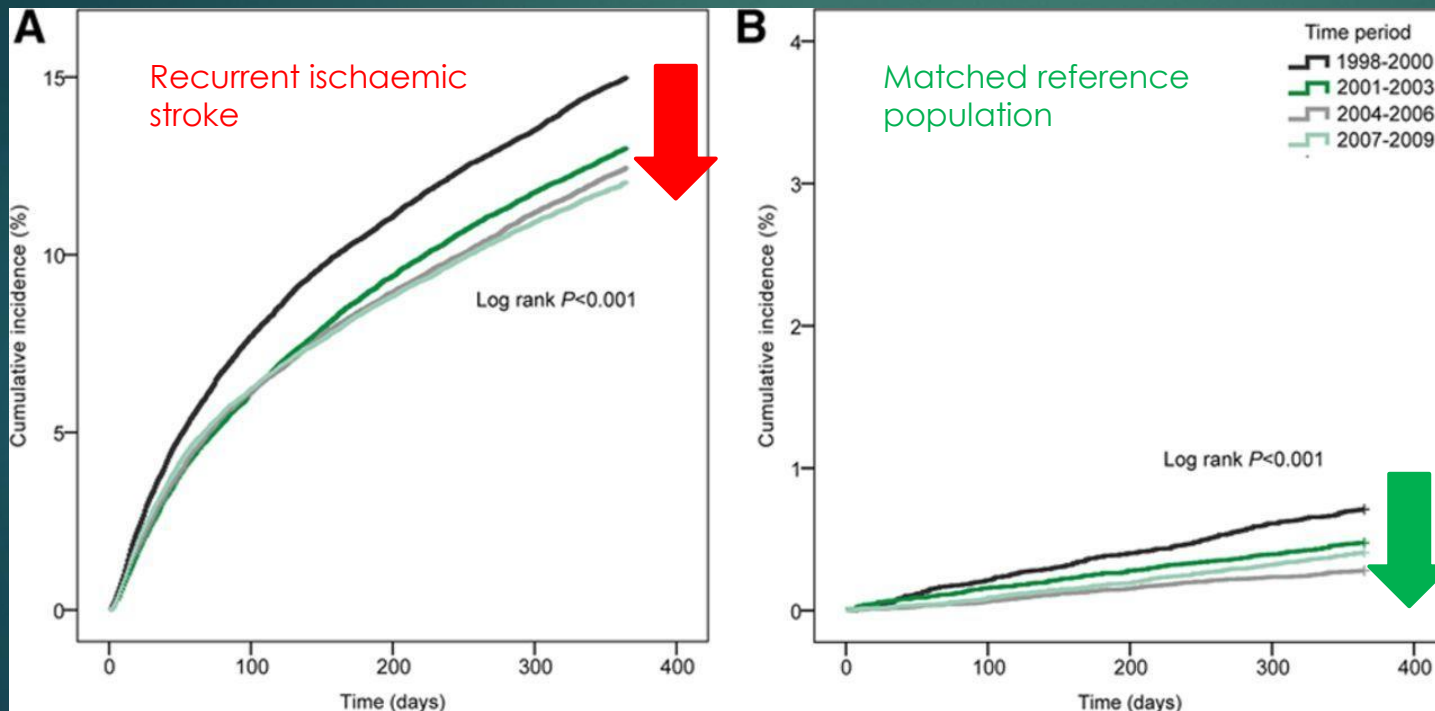 A
Recurrent ischaemic
stroke
Cumulative incidence (%)
15
10
5
0
Log rank P<0.001
0 100 200 300 400
Time (days)
B
Matched reference
population
Time period
1998-2000
2001-2003
2004-2006
2007-2009
Cumulative incidence (%)
4
3
2
1
0
Log rank P<0.001
0 100 200 300 400
Time (days)